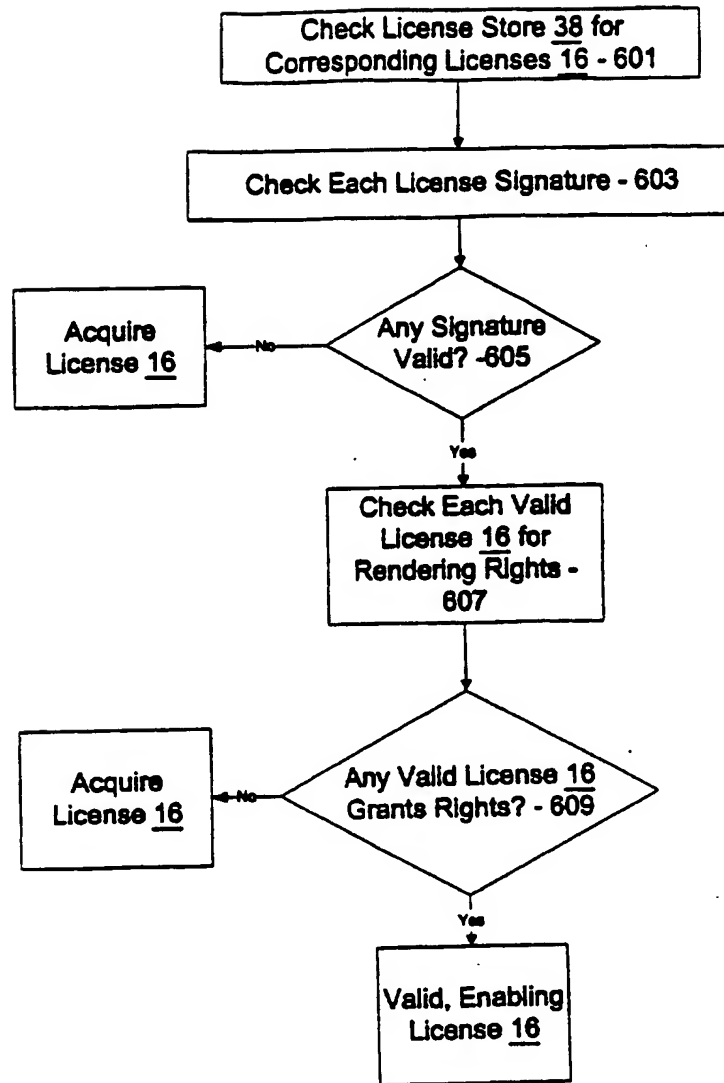 Check License Store 38 for
Corresponding Licenses 16 - 601
Check Each License Signature - 603
Any Signature
Valid? -605
No
Acquire
License 16
Yes
Check Each Valid
License 16 for
Rendering Rights -
607
Any Valid License 16
Grants Rights? - 609
No
Acquire
License 16
Yes
Valid, Enabling
License 16